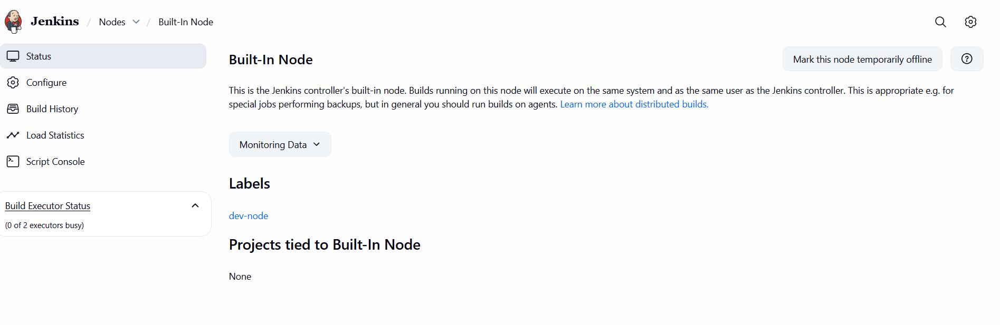 Jenkins / Nodes / Built-In Node
Status
Configure
Build History
Load Statistics
Script Console
Build Executor Status
(0 of 2 executors busy)
Built-In Node
Mark this node temporarily offline
This is the Jenkins controller's built-in node. Builds running on this node will execute on the same system and as the same user as the Jenkins controller. This is appropriate e.g. for
special jobs performing backups, but in general you should run builds on agents. Learn more about distributed builds.
Monitoring Data
Labels
dev-node
Projects tied to Built-In Node
None